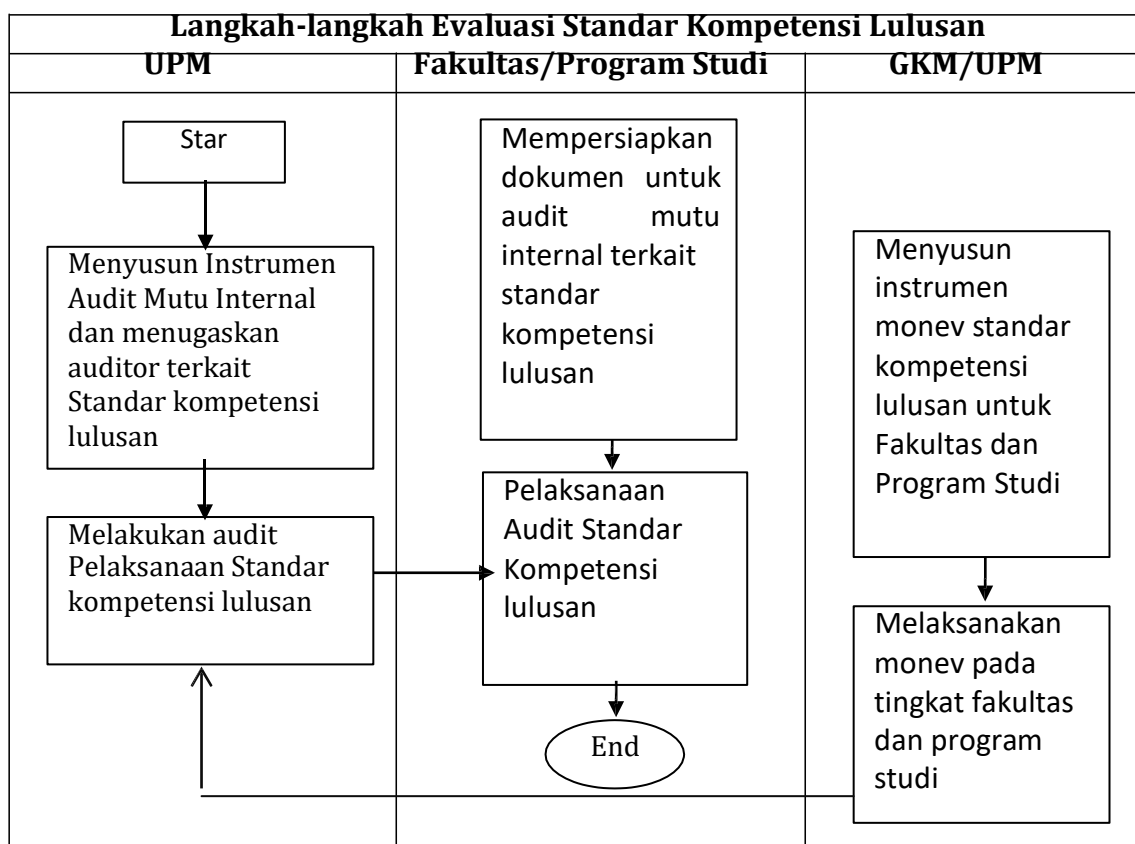 Langkah-langkah Evaluasi Standar Kompetensi Lulusan
UPM
Fakultas/Program Studi
GKM/UPM
Star
Menyusun Instrumen
Audit Mutu Internal
dan menugaskan
auditor terkait
Standar kompetensi
lulusan
Melakukan audit
Pelaksanaan Standar
kompetensi lulusan
Mempersiapkan
dokumen untuk
audit mutu
internal terkait
standar
kompetensi
lulusan
Pelaksanaan
Audit Standar
Kompetensi
lulusan
End
Menyusun
instrumen
monev standar
kompetensi
lulusan untuk
Fakultas dan
Program Studi
Melaksanakan
monev pada
tingkat fakultas
dan program
studi